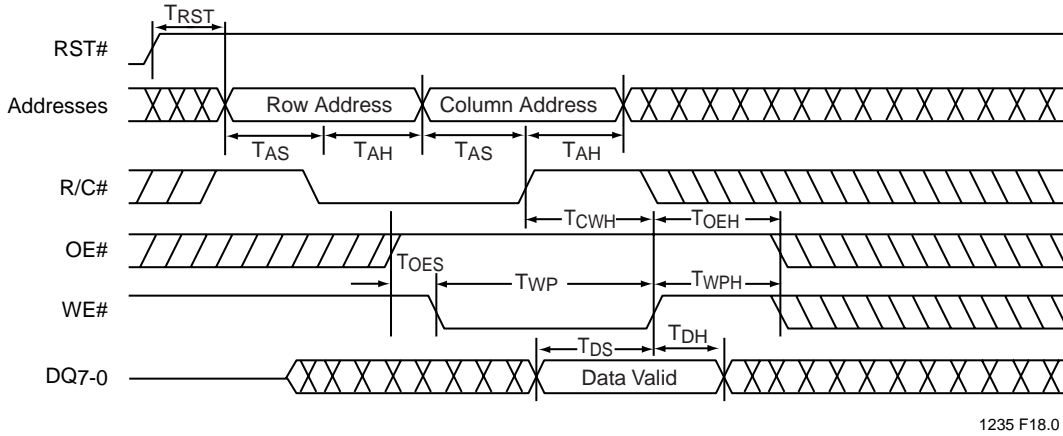 TRST
RST#
Addresses
Row Address
Column Address
TAS
TAH
TAS
TAH
R/C#
TCWH
TOEH
OE#
TOES
TWP
TWPH
WE#
TDS
TDH
DQ7-0
Data Valid
1235 F18.0